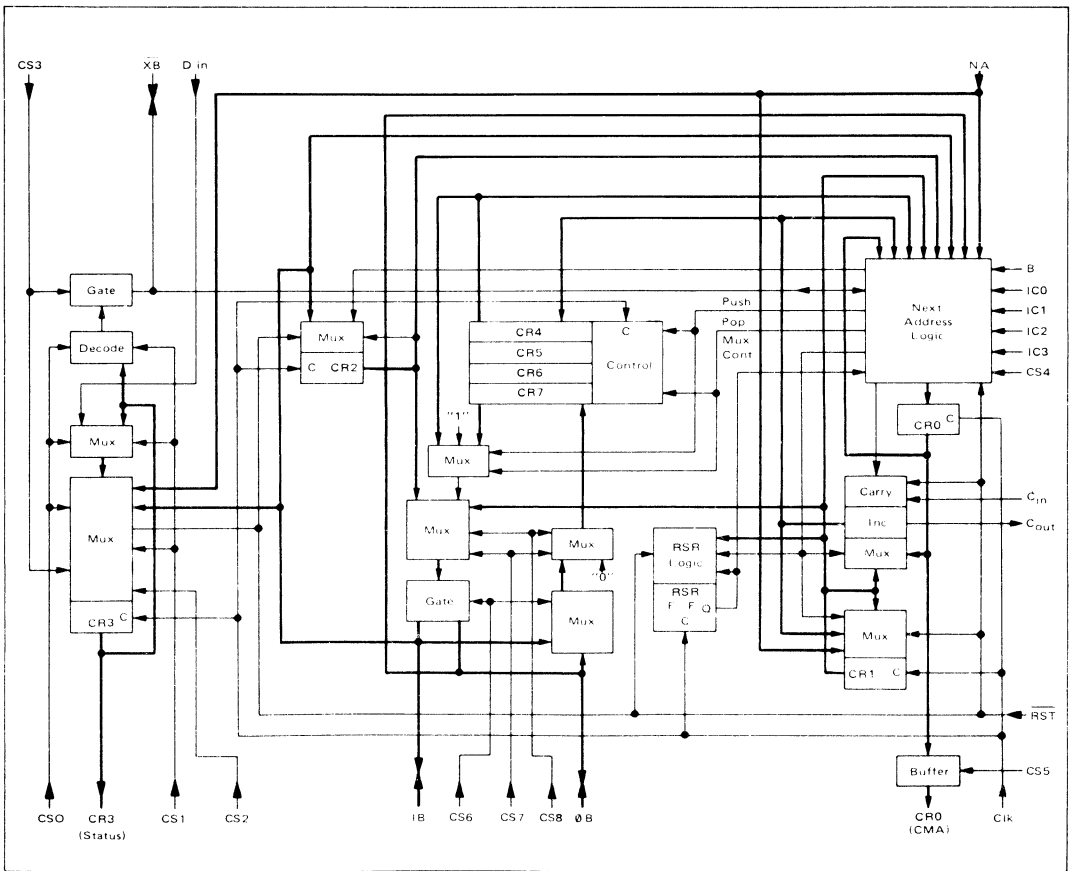 CS3
XB
D in
NA
B
IC0
IC1
IC2
IC3
CS4
Next
Address
Logic
Push
Pop
Mux
Cont
Gate
Decode
Mux
Mux
CR3 C
Mux
C CR2
CR4
CR5
CR6
CR7
C
Control
"1"
Mux
Mux
Gate
Mux
"0"
Mux
RSR
Logic
RSR
F F Q
C
CR0 C
Carry
Inc
Mux
C in
C out
Mux
CR1 C
RST
Buffer
CS5
CS0
CR3
(Status)
CS1
CS2
IB
CS6
CS7
CS8
ØB
CR0
(CMA)
Clk